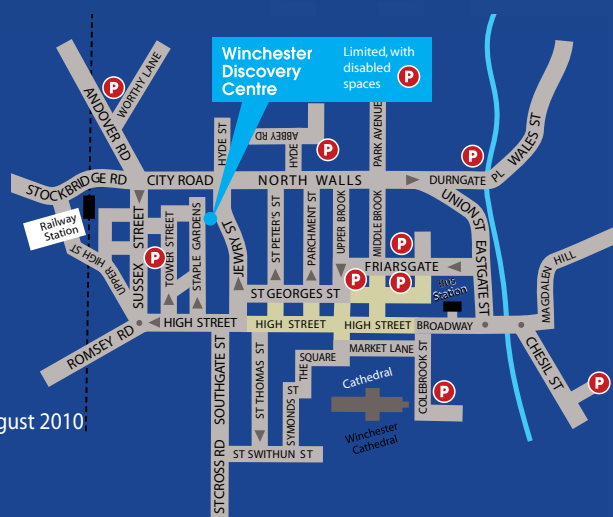 Winchester
Discovery
Centre
Limited, with
disabled
spaces
P
WORTHY LANE
P
ANDOVER RD
HYDE ST
ABBEY RD
HYDE
P
PARK AVENUE
P
WALES ST
STOCKBRIDGE RD
CITY ROAD
NORTH WALLS
DURNGATE PL
UNION ST
EASTGATE ST
Railway
Station
UPPER HIGH ST
SUSSEX STREET
P
TOWER STREET
STAPLE GARDENS
JEWRY ST
ST PETER'S ST
PARCHMENT ST
UPPER BROOK
MIDDLE BROOK
P
FRIARSGATE
P
P
BUS
Station
MAGDALEN HILL
ST GEORGES ST
HIGH STREET
HIGH STREET
HIGH STREET
BROADWAY
ROMSEY RD
SOUTHGATE ST
ST THOMAS ST
SYMONDS ST
THE SQUARE
MARKET LANE
COLEBROOK ST
P
CHESIL ST
P
Cathedral
Winchester
Cathedral
gust 2010
ST CROSS RD
ST SWITHUN ST